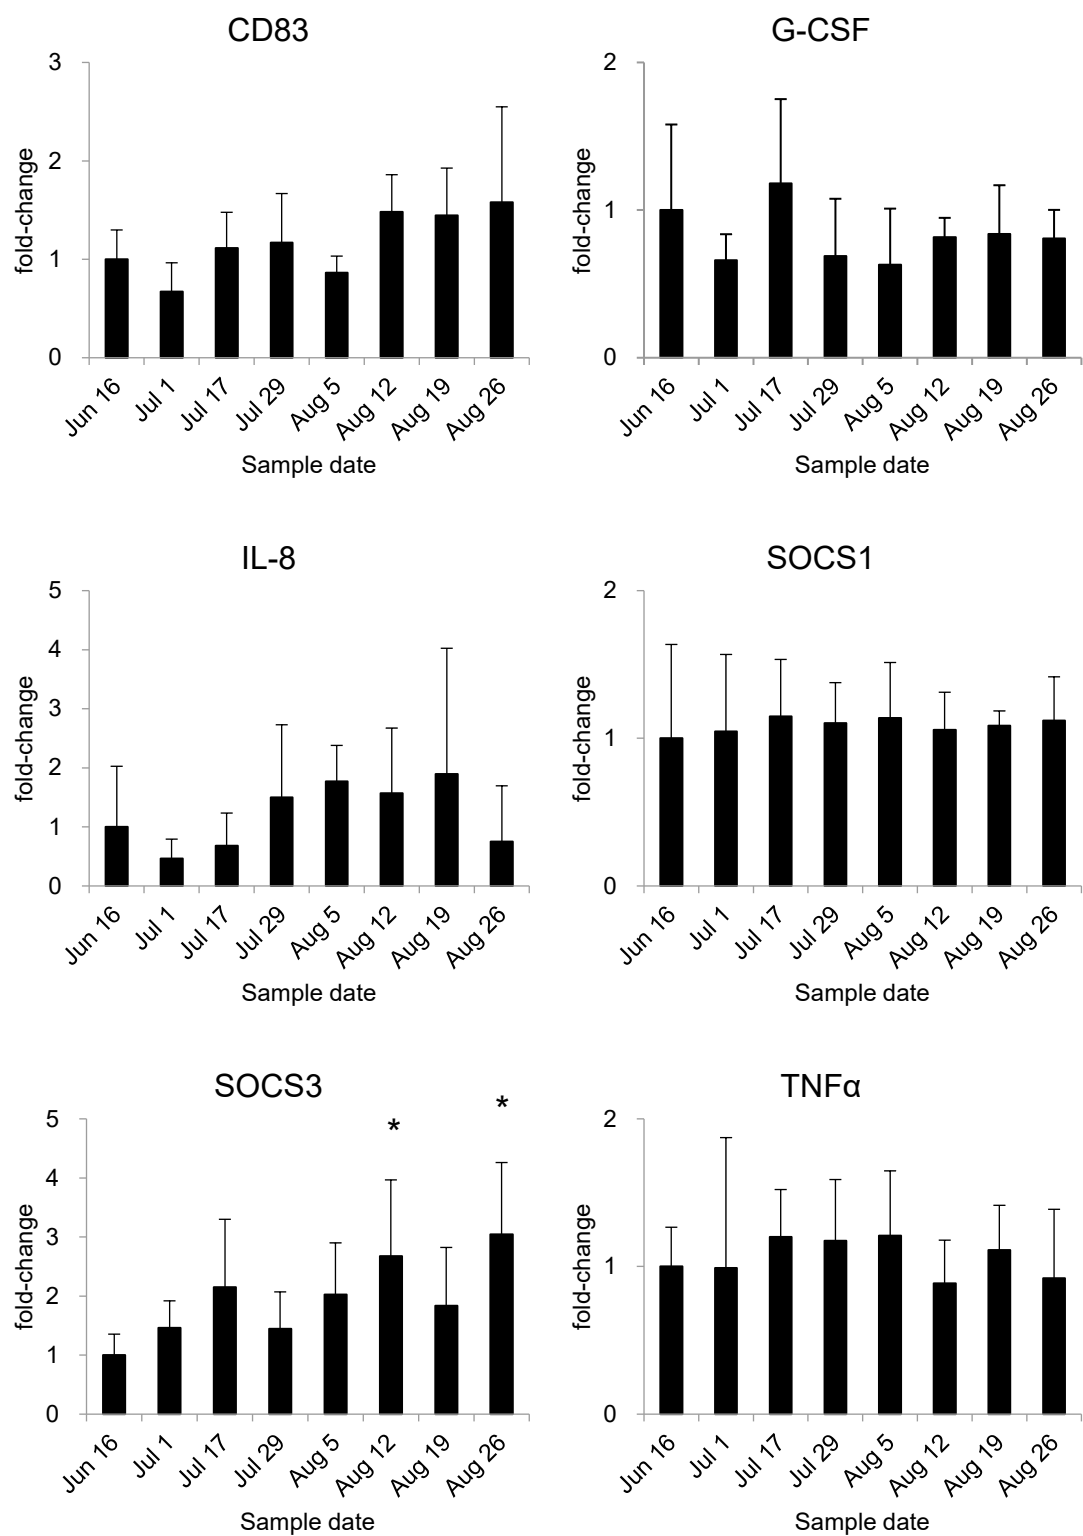 CD83
3
2
1
0
fold-change
Jun 16
Jul 1
Jul 17
Jul 29
Aug 5
Aug 12
Aug 19
Aug 26
Sample date
G-CSF
2
1
0
fold-change
Jun 16
Jul 1
Jul 17
Jul 29
Aug 5
Aug 12
Aug 19
Aug 26
Sample date
IL-8
5
4
3
2
1
0
fold-change
Jun 16
Jul 1
Jul 17
Jul 29
Aug 5
Aug 12
Aug 19
Aug 26
Sample date
SOCS1
2
1
0
fold-change
Jun 16
Jul 1
Jul 17
Jul 29
Aug 5
Aug 12
Aug 19
Aug 26
Sample date
SOCS3
5
4
3
2
1
0
fold-change
*
*
Jun 16
Jul 1
Jul 17
Jul 29
Aug 5
Aug 12
Aug 19
Aug 26
Sample date
TNFα
2
1
0
fold-change
Jun 16
Jul 1
Jul 17
Jul 29
Aug 5
Aug 12
Aug 19
Aug 26
Sample date